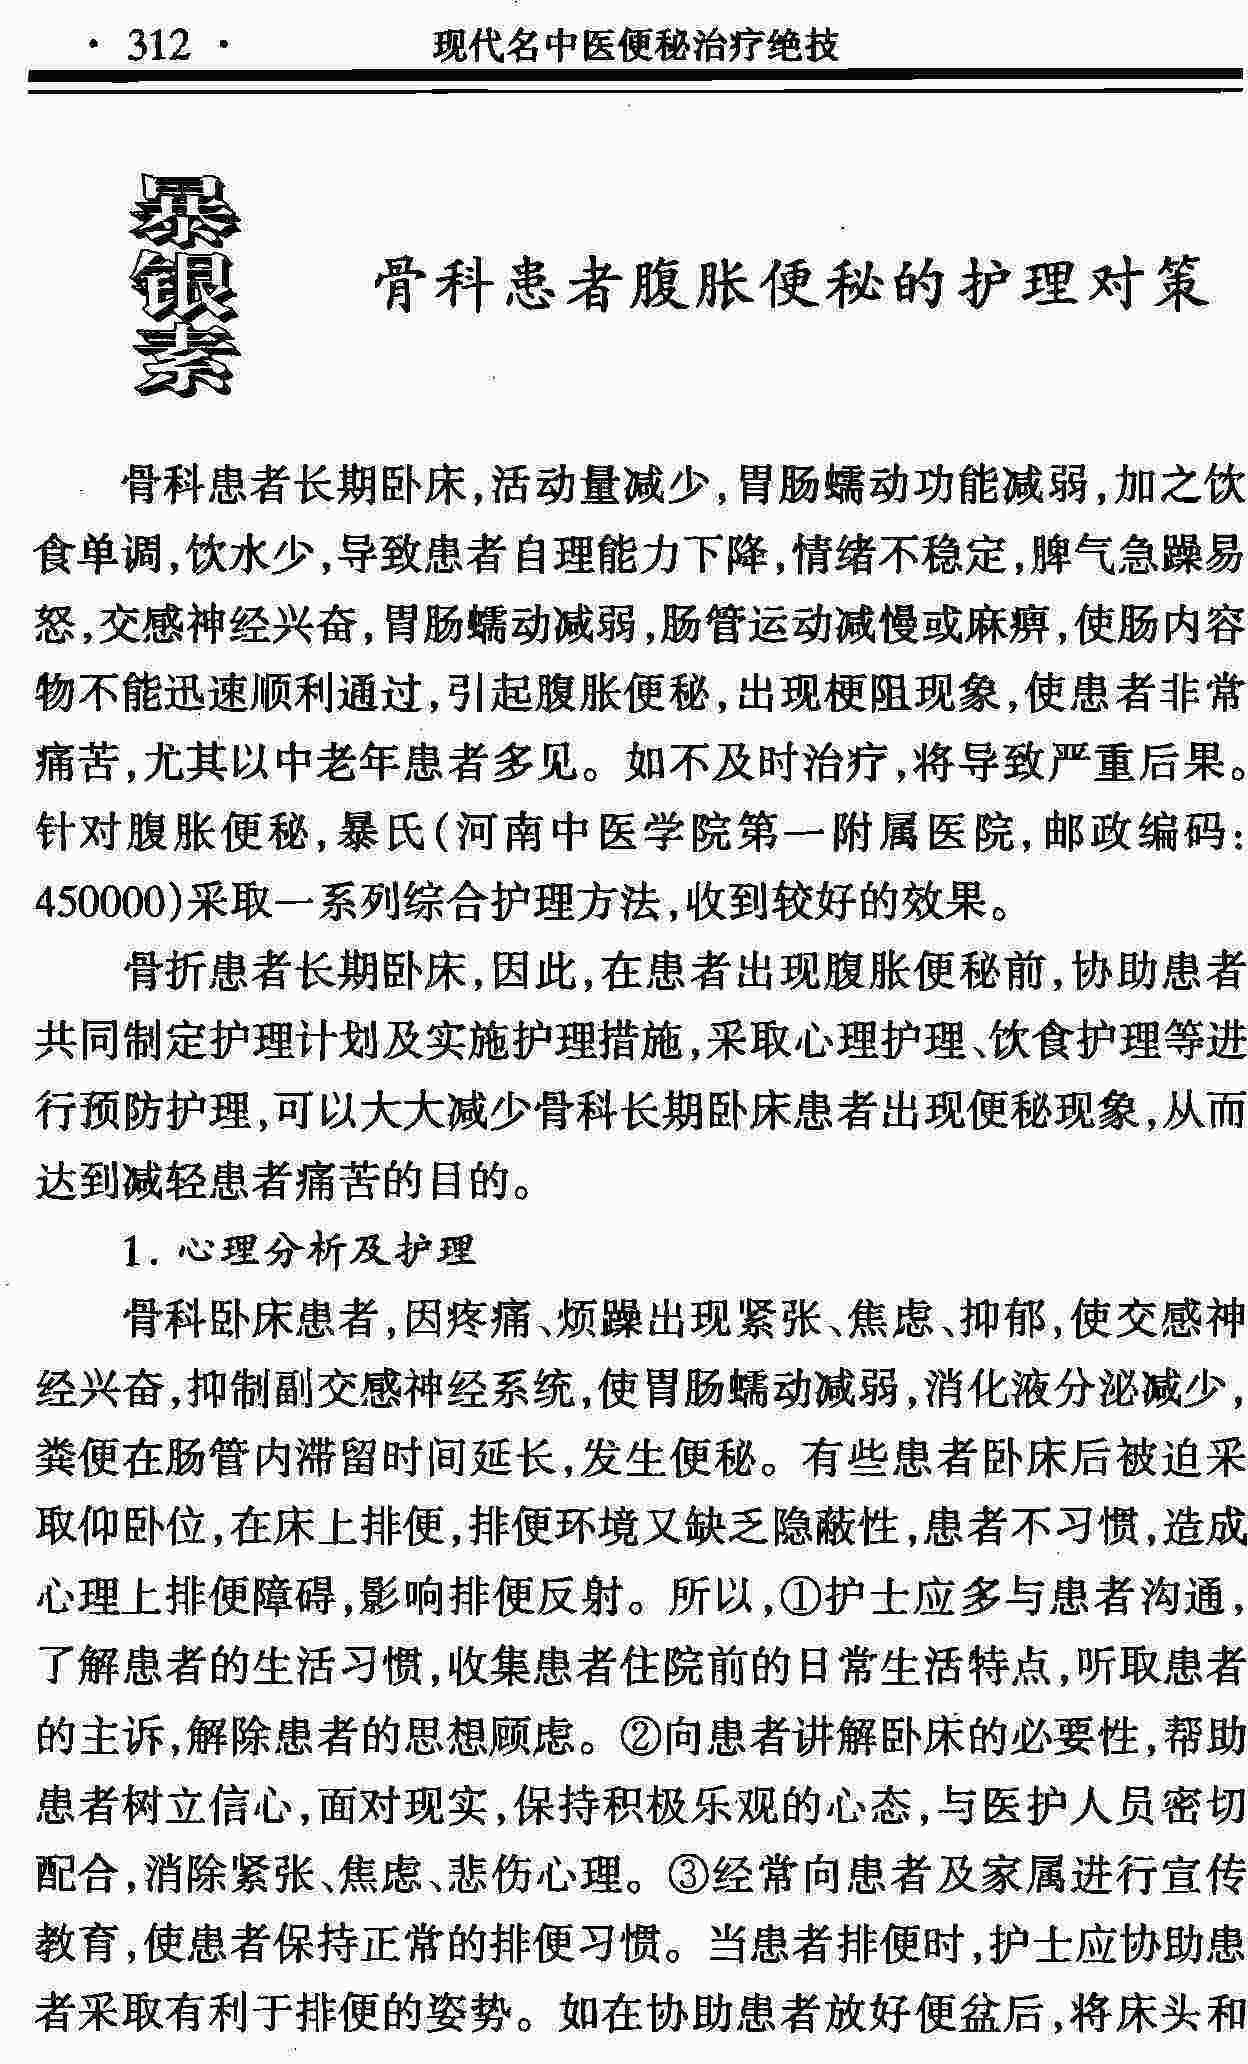 · 312 ·
现代名中医便秘治疗绝技
暴银素
骨科患者腹胀便秘的护理对策
骨科患者长期卧床,活动量减少,胃肠蠕动功能减弱,加之饮
食单调,饮水少,导致患者自理能力下降,情绪不稳定,脾气急躁易
怒,交感神经兴奋,胃肠蠕动减弱,肠管运动减慢或麻痹,使肠内容
物不能迅速顺利通过,引起腹胀便秘,出现梗阻现象,使患者非常
痛苦,尤其以中老年患者多见。如不及时治疗,将导致严重后果。
针对腹胀便秘,暴氏(河南中医学院第一附属医院,邮政编码:
450000)采取一系列综合护理方法,收到较好的效果。
骨折患者长期卧床,因此,在患者出现腹胀便秘前,协助患者
共同制定护理计划及实施护理措施,采取心理护理、饮食护理等进
行预防护理,可以大大减少骨科长期卧床患者出现便秘现象,从而
达到减轻患者痛苦的目的。
1. 心理分析及护理
骨科卧床患者,因疼痛、烦躁出现紧张、焦虑、抑郁,使交感神
经兴奋,抑制副交感神经系统,使胃肠蠕动减弱,消化液分泌减少,
粪便在肠管内滞留时间延长,发生便秘。有些患者卧床后被迫采
取仰卧位,在床上排便,排便环境又缺乏隐蔽性,患者不习惯,造成
心理上排便障碍,影响排便反射。所以,①护士应多与患者沟通,
了解患者的生活习惯,收集患者住院前的日常生活特点,听取患者
的主诉,解除患者的思想顾虑。②向患者讲解卧床的必要性,帮助
患者树立信心,面对现实,保持积极乐观的心态,与医护人员密切
配合,消除紧张、焦虑、悲伤心理。③经常向患者及家属进行宣传
教育,使患者保持正常的排便习惯。当患者排便时,护士应协助患
者采取有利于排便的姿势。如在协助患者放好便盆后,将床头和